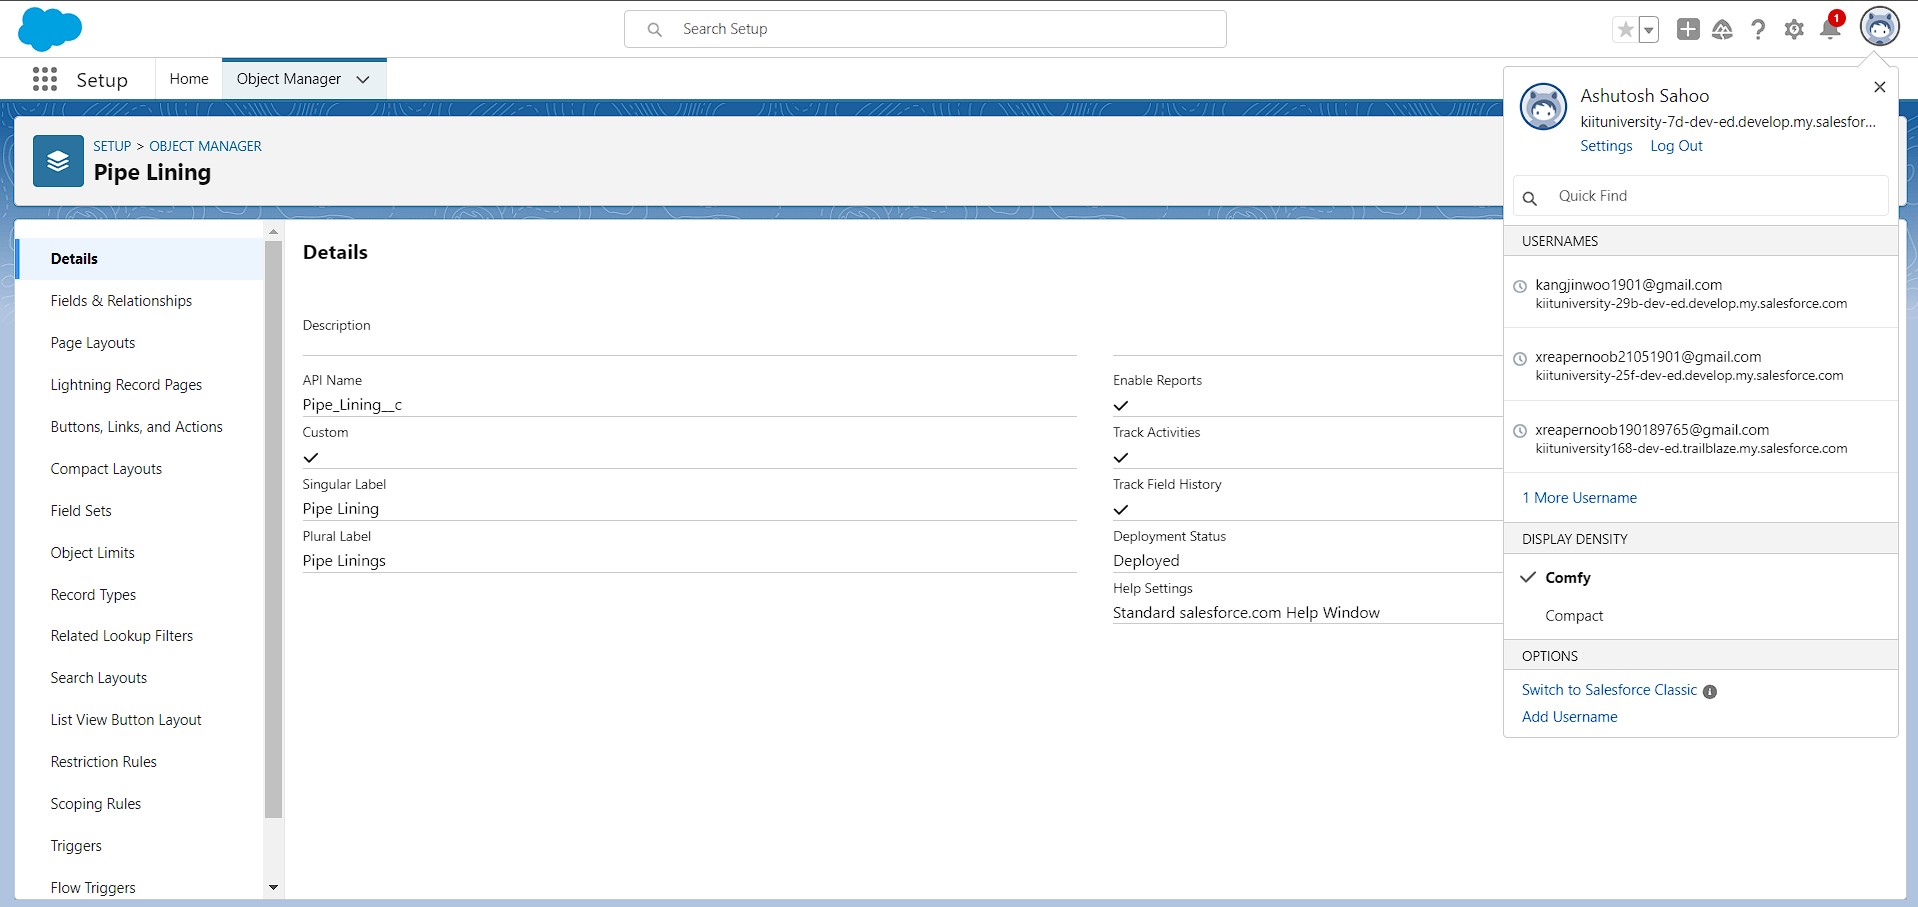 Search Setup
1
Setup
Home
Object Manager
SETUP > OBJECT MANAGER
Pipe Lining
Details
Fields & Relationships
Page Layouts
Lightning Record Pages
Buttons, Links, and Actions
Compact Layouts
Field Sets
Object Limits
Record Types
Related Lookup Filters
Search Layouts
List View Button Layout
Restriction Rules
Scoping Rules
Triggers
Flow Triggers
Details
Description
API Name
Pipe_Lining__c
Custom
Singular Label
Pipe Lining
Plural Label
Pipe Linings
Enable Reports
Track Activities
Track Field History
Deployment Status
Deployed
Help Settings
Standard salesforce.com Help Window
Ashutosh Sahoo
kiituniversity-7d-dev-ed.develop.my.salesfor...
Settings Log Out
Quick Find
USERNAMES
kangjinwoo1901@gmail.com
kiituniversity-29b-dev-ed.develop.my.salesforce.com
xreapernoob21051901@gmail.com
kiituniversity-25f-dev-ed.develop.my.salesforce.com
xreapernoob190189765@gmail.com
kiituniversity168-dev-ed.trailblaze.my.salesforce.com
1 More Username
DISPLAY DENSITY
Comfy
Compact
OPTIONS
Switch to Salesforce Classic
Add Username